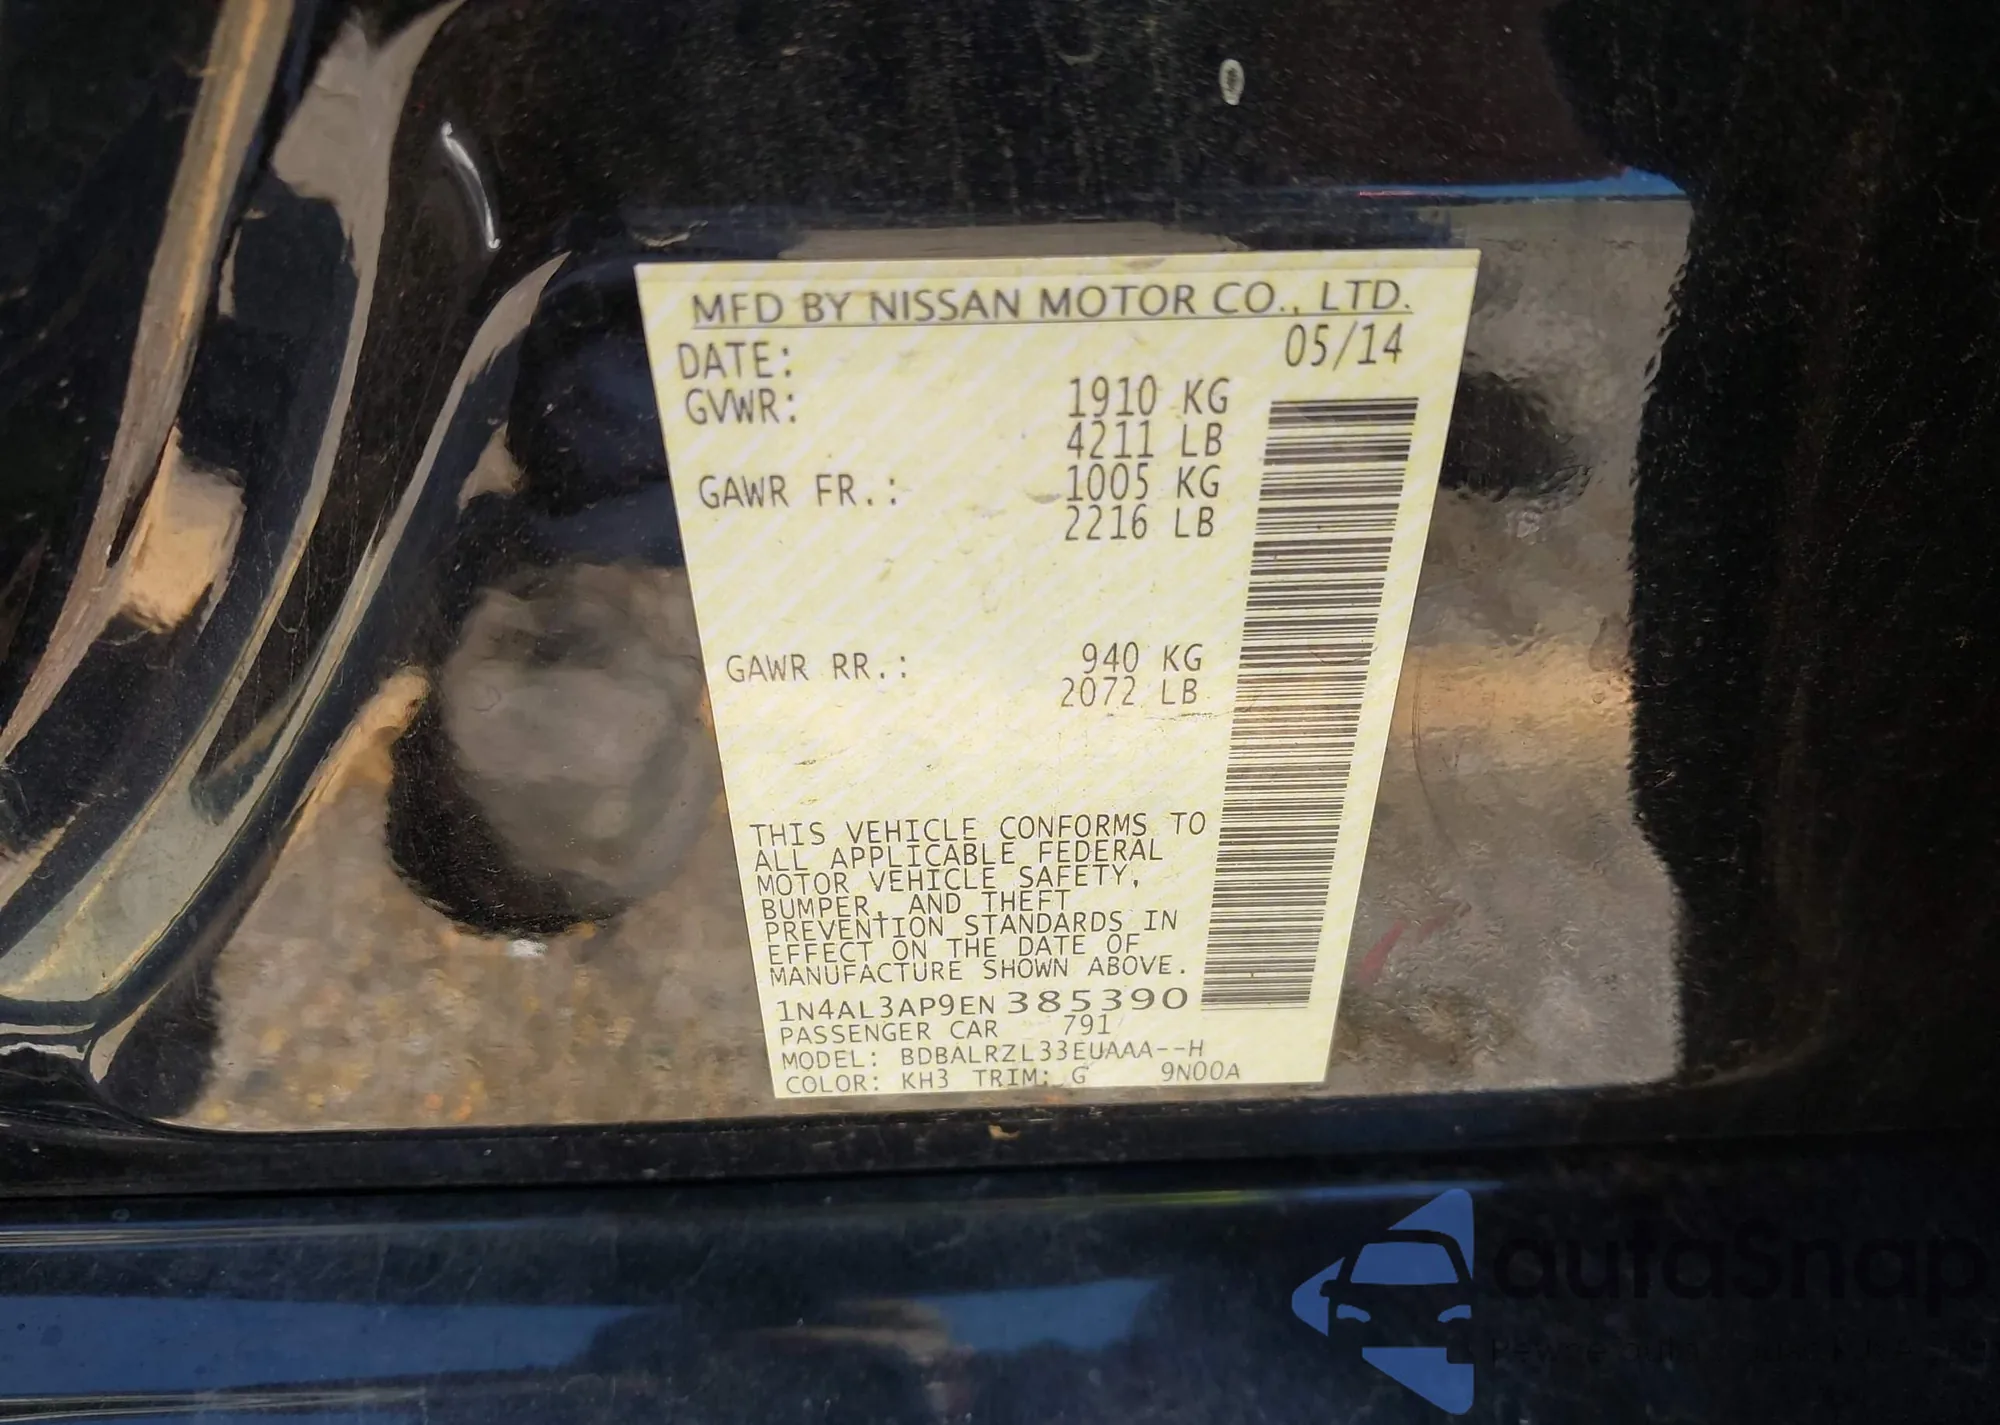 MFD BY NISSAN MOTOR CO., LTD.
DATE: 05/14
GVWR: 1910 KG
4211 LB
GAWR FR.: 1005 KG
2216 LB
GAWR RR.: 940 KG
2072 LB
THIS VEHICLE CONFORMS TO
ALL APPLICABLE FEDERAL
MOTOR VEHICLE SAFETY,
BUMPER, AND THEFT
PREVENTION STANDARDS IN
EFFECT ON THE DATE OF
MANUFACTURE SHOWN ABOVE.
1N4AL3AP9EN385390
PASSENGER CAR 791
MODEL: BDBALRZL33EUAAA--H
COLOR: KH3 TRIM: G 9N00A
autaSnap